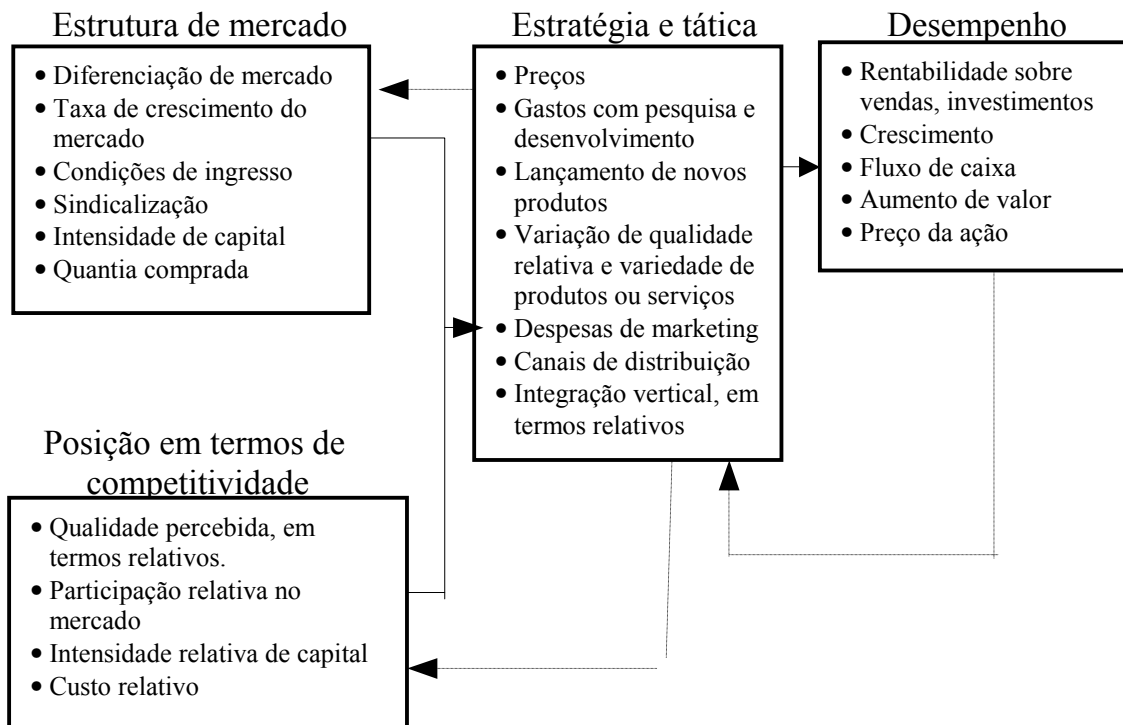 Estrutura de mercado
• Diferenciação de mercado
• Taxa de crescimento do
mercado
• Condições de ingresso
• Sindicalização
• Intensidade de capital
• Quantia comprada
Estratégia e tática
• Preços
• Gastos com pesquisa e
desenvolvimento
• Lançamento de novos
produtos
• Variação de qualidade
relativa e variedade de
produtos ou serviços
• Despesas de marketing
• Canais de distribuição
• Integração vertical, em
termos relativos
Desempenho
• Rentabilidade sobre
vendas, investimentos
• Crescimento
• Fluxo de caixa
• Aumento de valor
• Preço da ação
Posição em termos de
competitividade
• Qualidade percebida, em
termos relativos.
• Participação relativa no
mercado
• Intensidade relativa de capital
• Custo relativo